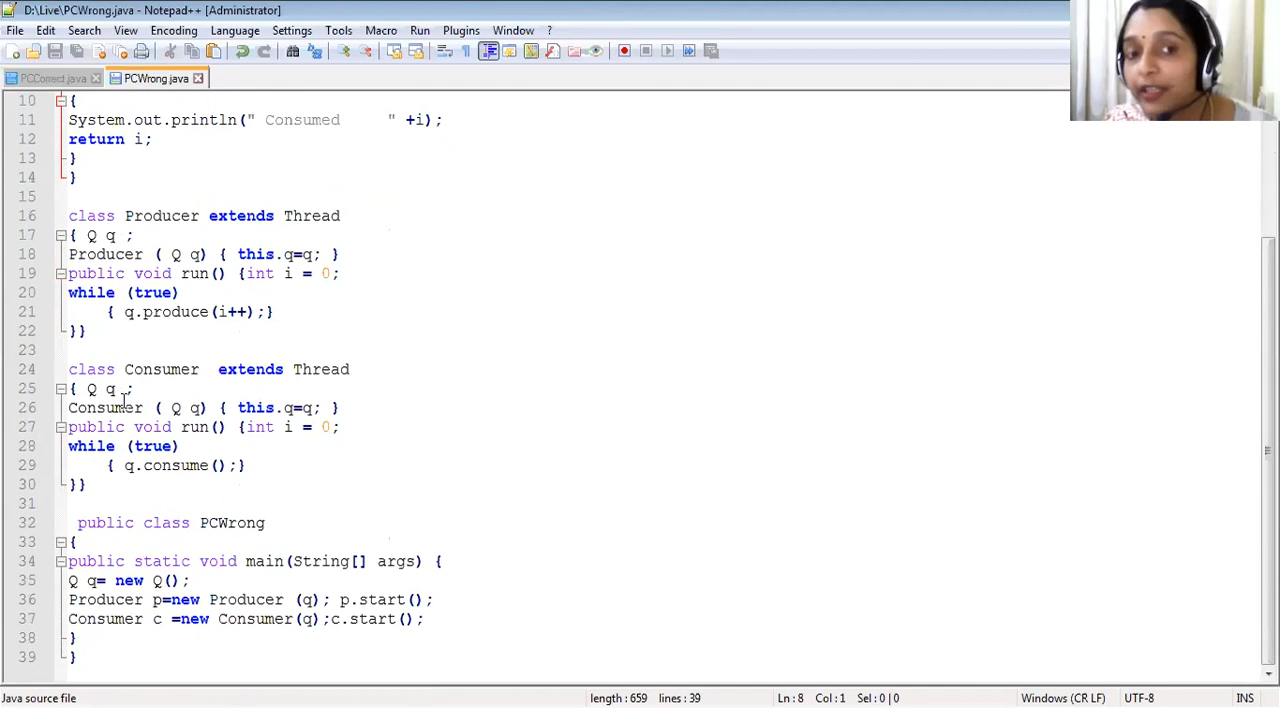 D:\Live\PCWrong.java - Notepad++ [Administrator]
File Edit Search View Encoding Language Settings Tools Macro Run Plugins Window ?
PCCorrect.java PCWrong.java
10 {
11 System.out.println(" Consumed     " +i);
12 return i;
13 }
14 }
15
16 class Producer extends Thread
17 { Q q ;
18 Producer ( Q q) { this.q=q; }
19 public void run() {int i = 0;
20 while (true)
21     { q.produce(i++);}
22 }}
23
24 class Consumer  extends Thread
25 { Q q ;
26 Consumer ( Q q) { this.q=q; }
27 public void run() {int i = 0;
28 while (true)
29     { q.consume();}
30 }}
31
32  public class PCWrong
33 {
34 public static void main(String[] args) {
35 Q q= new Q();
36 Producer p=new Producer (q); p.start();
37 Consumer c =new Consumer(q);c.start();
38 }
39 }
Java source file length : 659 lines : 39 Ln : 8 Col : 1 Sel : 0 | 0 Windows (CR LF) UTF-8 INS